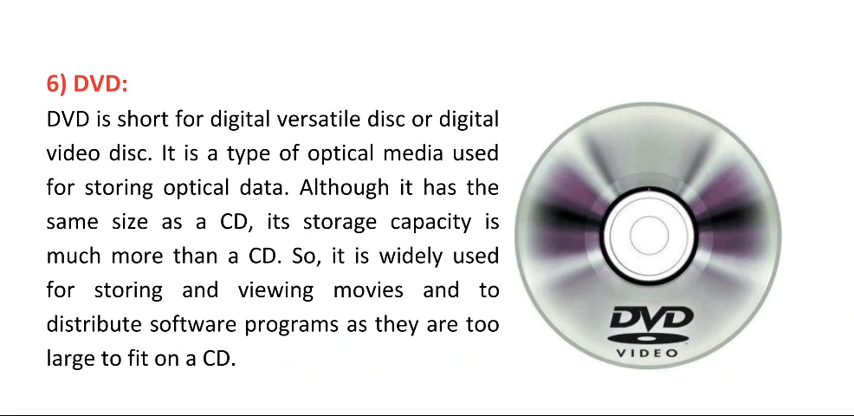 6) DVD:
DVD is short for digital versatile disc or digital
video disc. It is a type of optical media used
for storing optical data. Although it has the
same size as a CD, its storage capacity is
much more than a CD. So, it is widely used
for storing and viewing movies and to
distribute software programs as they are too
large to fit on a CD.
DVD
VIDEO